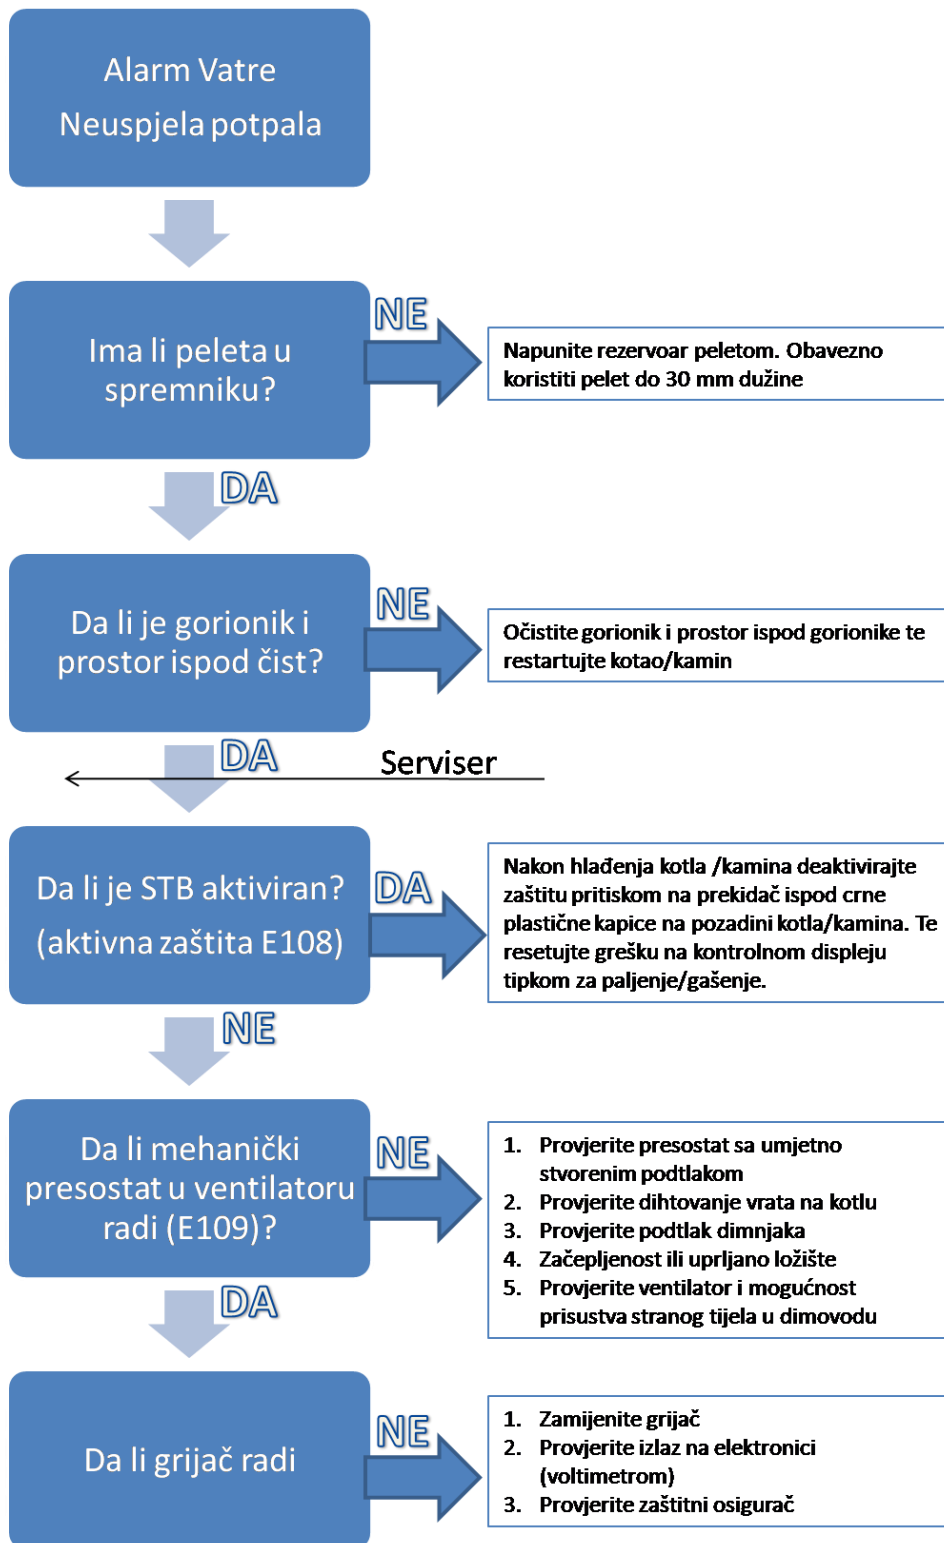 Alarm Vatre
Neuspjela potpala
Ima li peleta u
spremniku?
NE
Napunite rezervoar peletom. Obavezno
koristiti pelet do 30 mm dužine
DA
Da li je gorionik i
prostor ispod čist?
NE
Očistite gorionik i prostor ispod gorionike te
restartujte kotao/kamin
DA
Serviser
Da li je STB aktiviran?
(aktivna zaštita E108)
DA
Nakon hlađenja kotla /kamina deaktivirajte
zaštitu pritiskom na prekidač ispod crne
plastične kapice na pozadini kotla/kamina. Te
resetujte grešku na kontrolnom displeju
tipkom za paljenje/gašenje.
NE
Da li mehanički
presostat u ventilatoru
radi (E109)?
NE
1. Provjerite presostat sa umjetno
stvorenim podtlakom
2. Provjerite dihtovanje vrata na kotlu
3. Provjerite podtlak dimnjaka
4. Začepljenost ili uprljano ložište
5. Provjerite ventilator i mogućnost
prisustva stranog tijela u dimovodu
DA
Da li grijač radi
NE
1. Zamijenite grijač
2. Provjerite izlaz na elektronici
(voltimetrom)
3. Provjerite zaštitni osigurač